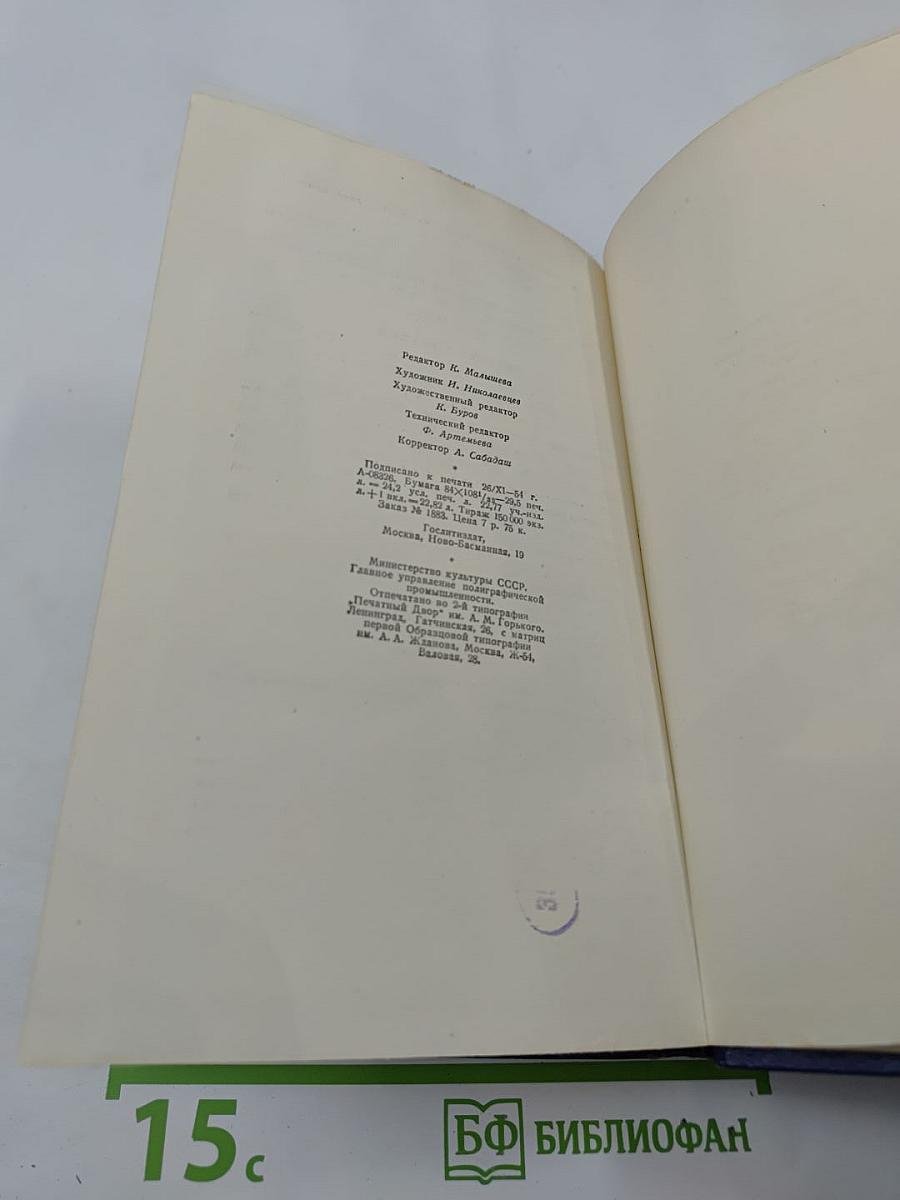 Редактор К. Малышева
Художник И. Николаевцев
Художественный редактор
К. Буров
Технический редактор
Ф. Артемьева
Корректор А. Сабадаш
*
Подписано к печати 26/XI—54 г.
А-08326. Бумага 84×108¹/₃₂—29,5 печ.
л. = 24,2 усл. печ. л. 22,77 уч.-изд.
л. + 1 вкл. = 22,82 л. Тираж 150 000 экз.
Заказ № 1883. Цена 7 р. 75 к.
Гослитиздат,
Москва, Ново-Басманная, 19
*
Министерство культуры СССР.
Главное управление полиграфической
промышленности.
Отпечатано во 2-й типографии
„Печатный Двор" им. А. М. Горького.
Ленинград, Гатчинская, 26, с матриц
первой Образцовой типографии
им. А. А. Жданова, Москва, Ж-54,
Валовая, 28.
15 с
БФ БИБЛИОФАН